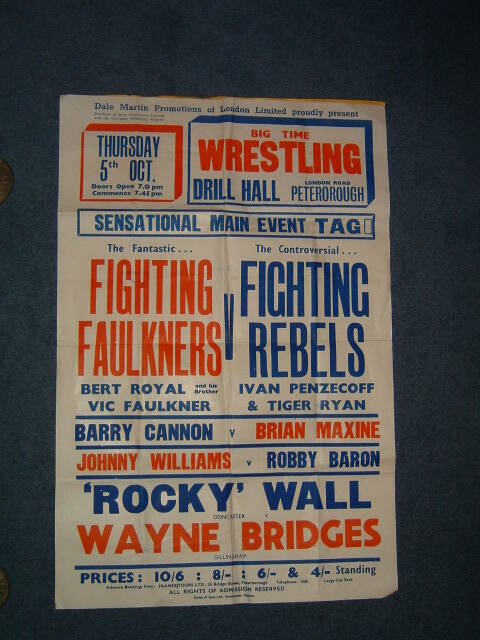 Dale Martin Promotions of London Limited proudly present
THURSDAY
5th OCT.
Doors Open 7.0 pm
Commence 7.45 pm
BIG TIME
WRESTLING
DRILL HALL LONDON ROAD PETERBOROUGH
SENSATIONAL MAIN EVENT TAG
The Fantastic...
FIGHTING
FAULKNERS
BERT ROYAL and his Brother
VIC FAULKNER
V
The Controversial...
FIGHTING
REBELS
IVAN PENZECOFF
& TIGER RYAN
BARRY CANNON v BRIAN MAXINE
JOHNNY WILLIAMS v ROBBY BARON
'ROCKY' WALL
DONCASTER v
WAYNE BRIDGES
GILLINGHAM
PRICES : 10/6 : 8/- : 6/- & 4/- Standing
Large Car Park
ALL RIGHTS OF ADMISSION RESERVED